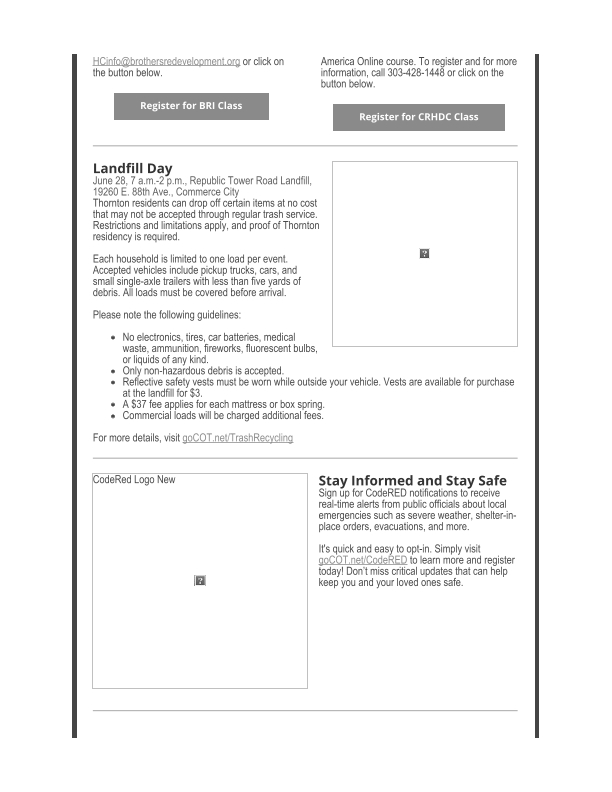 HCinfo@brothersredevelopment.org or click on
the button below.
Register for BRI Class
America Online course. To register and for more
information, call 303-428-1448 or click on the
button below.
Register for CRHDC Class
Landfill Day
June 28, 7 a.m.-2 p.m., Republic Tower Road Landfill,
19260 E. 88th Ave., Commerce City
Thornton residents can drop off certain items at no cost
that may not be accepted through regular trash service.
Restrictions and limitations apply, and proof of Thornton
residency is required.
Each household is limited to one load per event.
Accepted vehicles include pickup trucks, cars, and
small single-axle trailers with less than five yards of
debris. All loads must be covered before arrival.
Please note the following guidelines:
• No electronics, tires, car batteries, medical
waste, ammunition, fireworks, fluorescent bulbs,
or liquids of any kind.
• Only non-hazardous debris is accepted.
• Reflective safety vests must be worn while outside your vehicle. Vests are available for purchase
at the landfill for $3.
• A $37 fee applies for each mattress or box spring.
• Commercial loads will be charged additional fees.
For more details, visit goCOT.net/TrashRecycling
CodeRed Logo New
Stay Informed and Stay Safe
Sign up for CodeRED notifications to receive
real-time alerts from public officials about local
emergencies such as severe weather, shelter-in-
place orders, evacuations, and more.
It's quick and easy to opt-in. Simply visit
goCOT.net/CodeRED to learn more and register
today! Don't miss critical updates that can help
keep you and your loved ones safe.